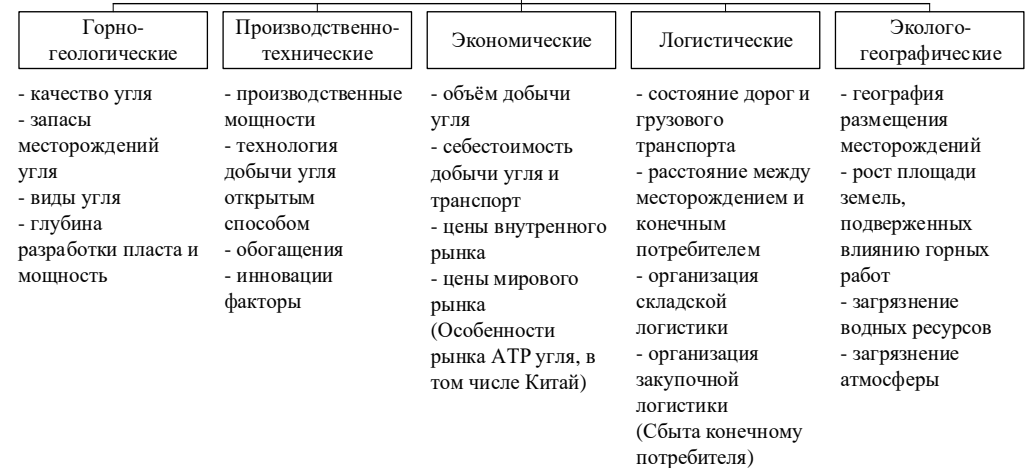 Горно-
геологические
- качество угля
- запасы
месторождений
угля
- виды угля
- глубина
разработки пласта и
мощность
Производственно-
технические
- производственные
мощности
- технология
добычи угля
открытым
способом
- обогащения
- инновации
факторы
Экономические
- объём добычи
угля
- себестоимость
добычи угля и
транспорт
- цены внутренного
рынка
- цены мирового
рынка
(Особенности
рынка АТР угля, в
том числе Китай)
Логистические
- состояние дорог и
грузового
транспорта
- расстояние между
месторождением и
конечным
потребителем
- организация
складской
логистики
- организация
закупочной
логистики
(Сбыта конечному
потребителя)
Эколого-
географические
- география
размещения
месторождений
- рост площади
земель,
подверженных
влиянию горных
работ
- загрязнение
водных ресурсов
- загрязнение
атмосферы